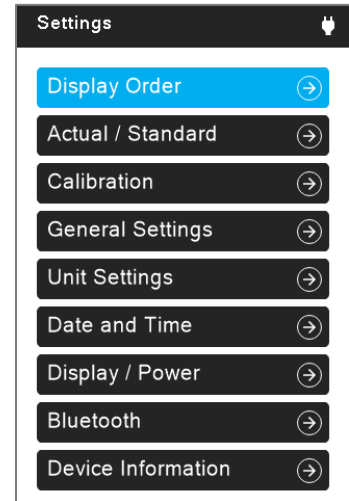 Settings
Display Order
Actual / Standard
Calibration
General Settings
Unit Settings
Date and Time
Display / Power
Bluetooth
Device Information